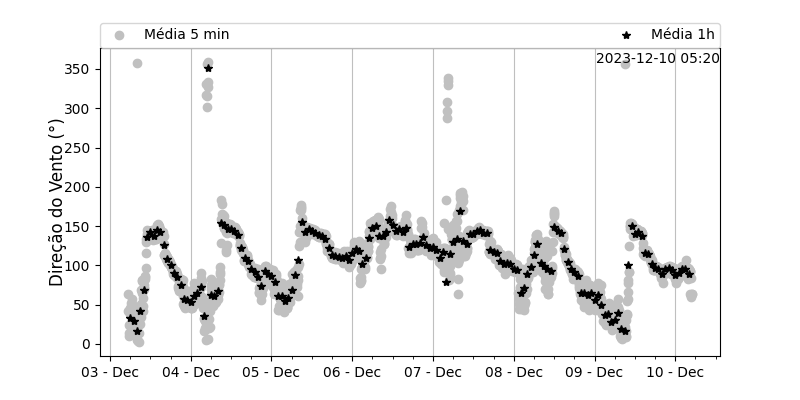 Média 5 min
Média 1h
2023-12-10 05:20
Direção do Vento (°)
350
300
250
200
150
100
50
0
03 - Dec
04 - Dec
05 - Dec
06 - Dec
07 - Dec
08 - Dec
09 - Dec
10 - Dec